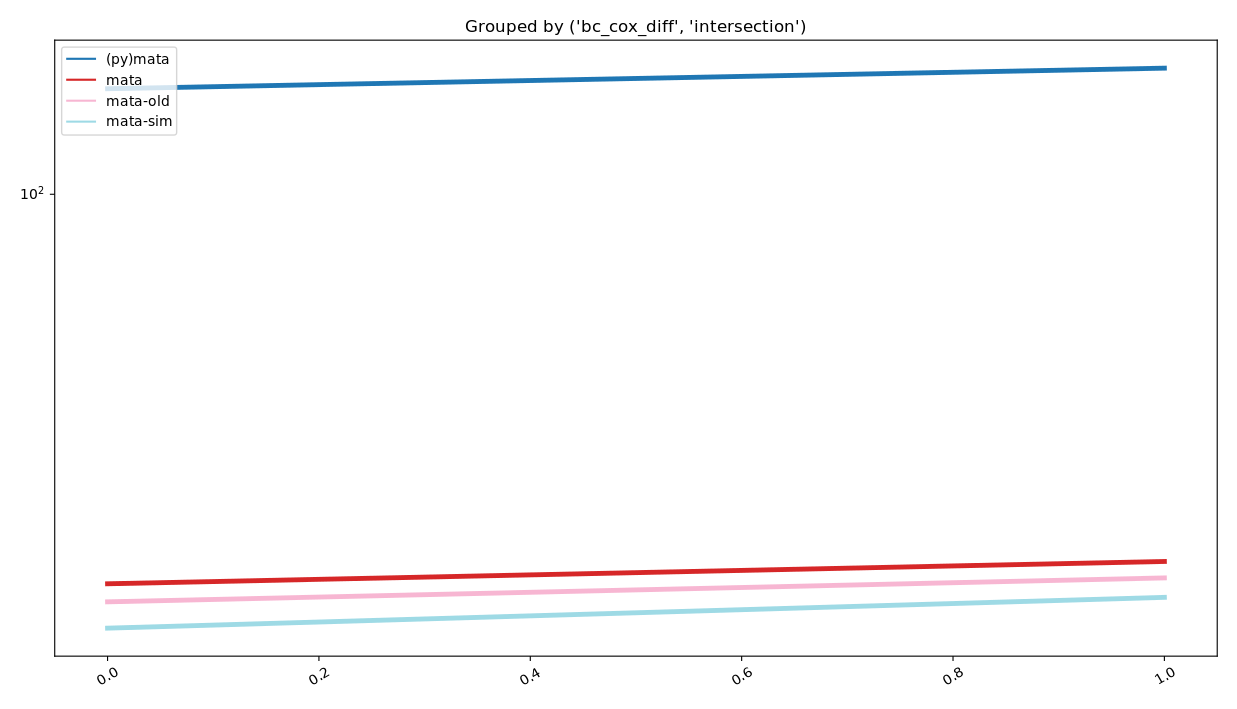 Grouped by ('bc_cox_diff', 'intersection')
(py)mata
mata
mata-old
mata-sim
10²
0.0
0.2
0.4
0.6
0.8
1.0